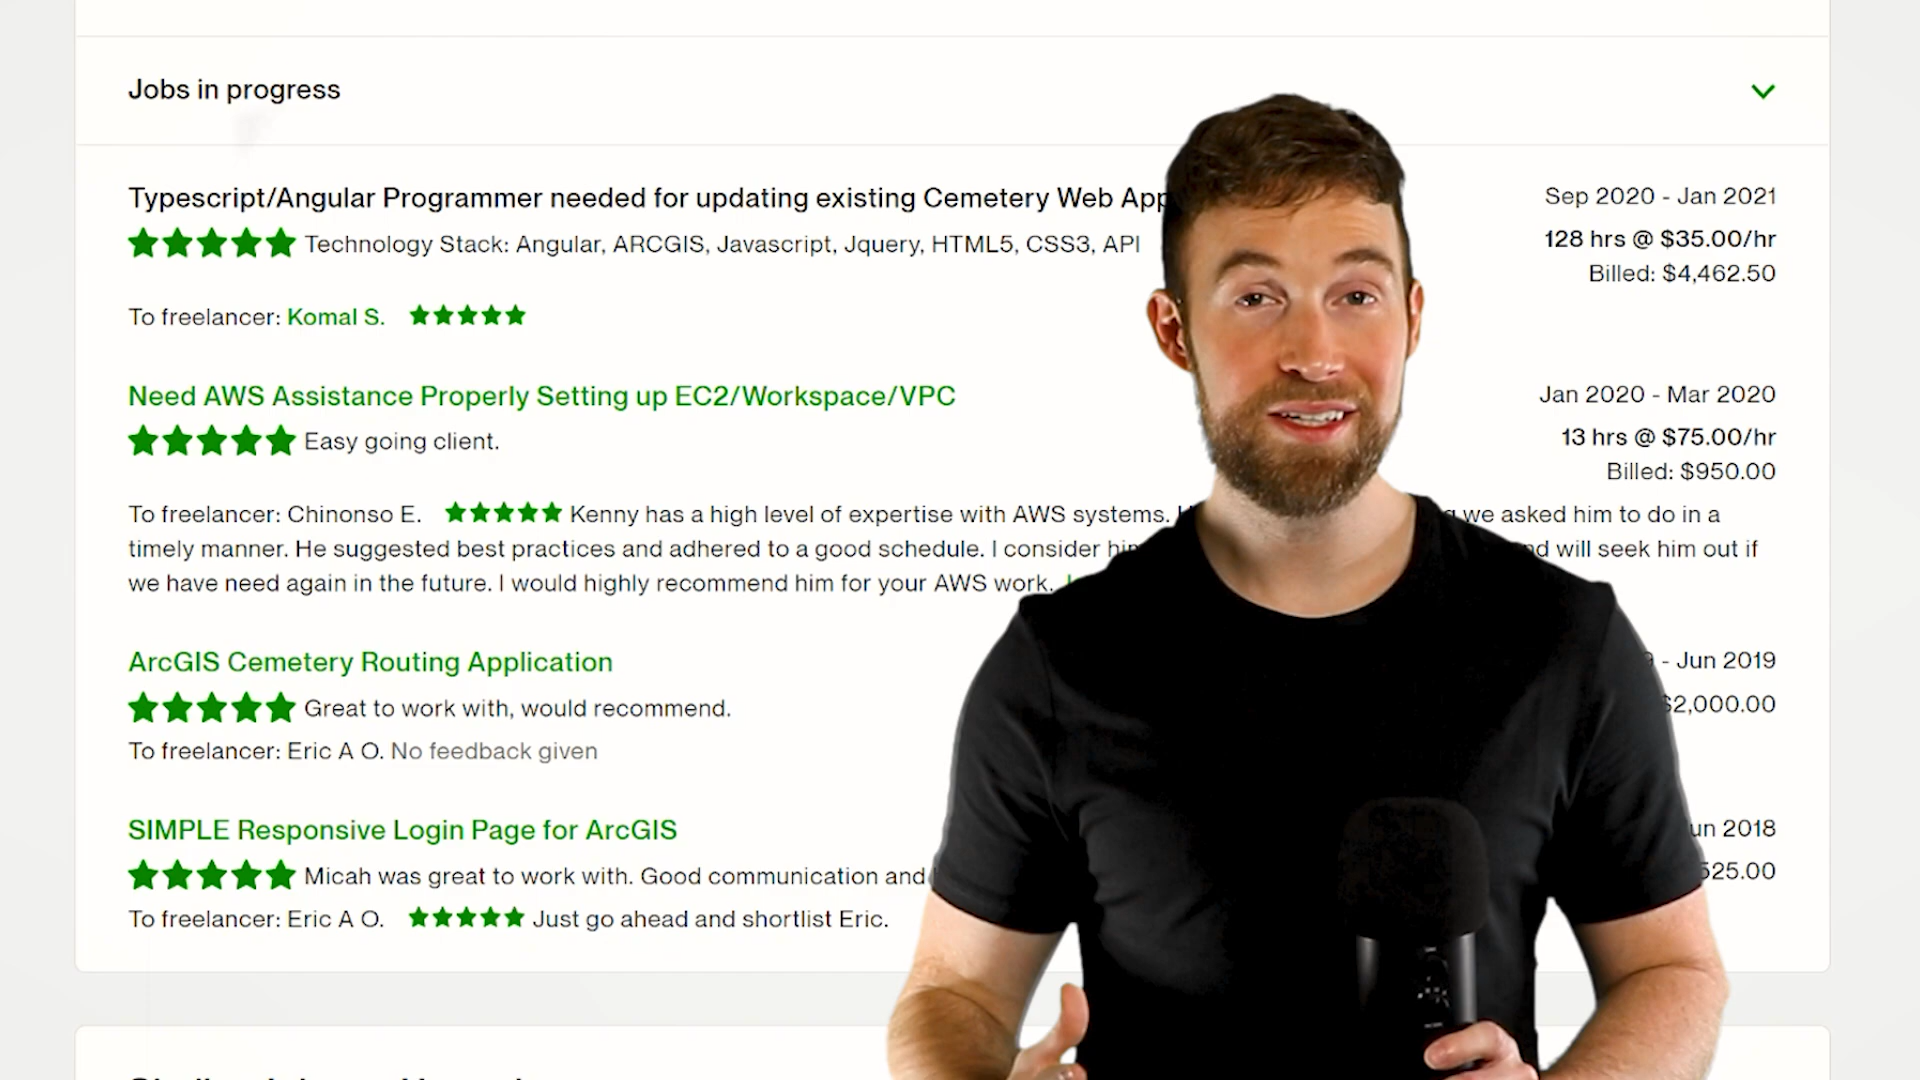 Jobs in progress
Typescript/Angular Programmer needed for updating existing Cemetery Web App
Sep 2020 - Jan 2021
Technology Stack: Angular, ARCGIS, Javascript, Jquery, HTML5, CSS3, API
128 hrs @ $35.00/hr
Billed: $4,462.50
To freelancer: Komal S.
Need AWS Assistance Properly Setting up EC2/Workspace/VPC
Jan 2020 - Mar 2020
Easy going client.
13 hrs @ $75.00/hr
Billed: $950.00
To freelancer: Chinonso E. Kenny has a high level of expertise with AWS systems. we asked him to do in a
timely manner. He suggested best practices and adhered to a good schedule. I consider will seek him out if
we have need again in the future. I would highly recommend him for your AWS work.
ArcGIS Cemetery Routing Application
- Jun 2019
Great to work with, would recommend.
$2,000.00
To freelancer: Eric A O. No feedback given
SIMPLE Responsive Login Page for ArcGIS
2018
Micah was great to work with. Good communication and
525.00
To freelancer: Eric A O. Just go ahead and shortlist Eric.